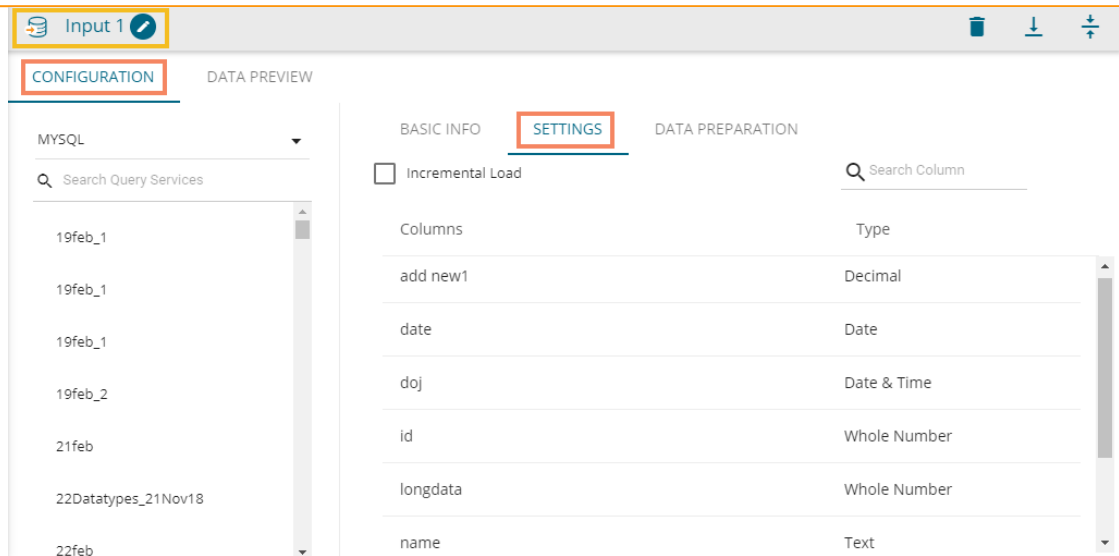 Input 1
CONFIGURATION DATA PREVIEW
MYSQL
Search Query Services
19feb_1
19feb_1
19feb_1
19feb_2
21feb
22Datatypes_21Nov18
22feb
BASIC INFO SETTINGS DATA PREPARATION
Incremental Load Search Column
Columns Type
add new1 Decimal
date Date
doj Date & Time
id Whole Number
longdata Whole Number
name Text